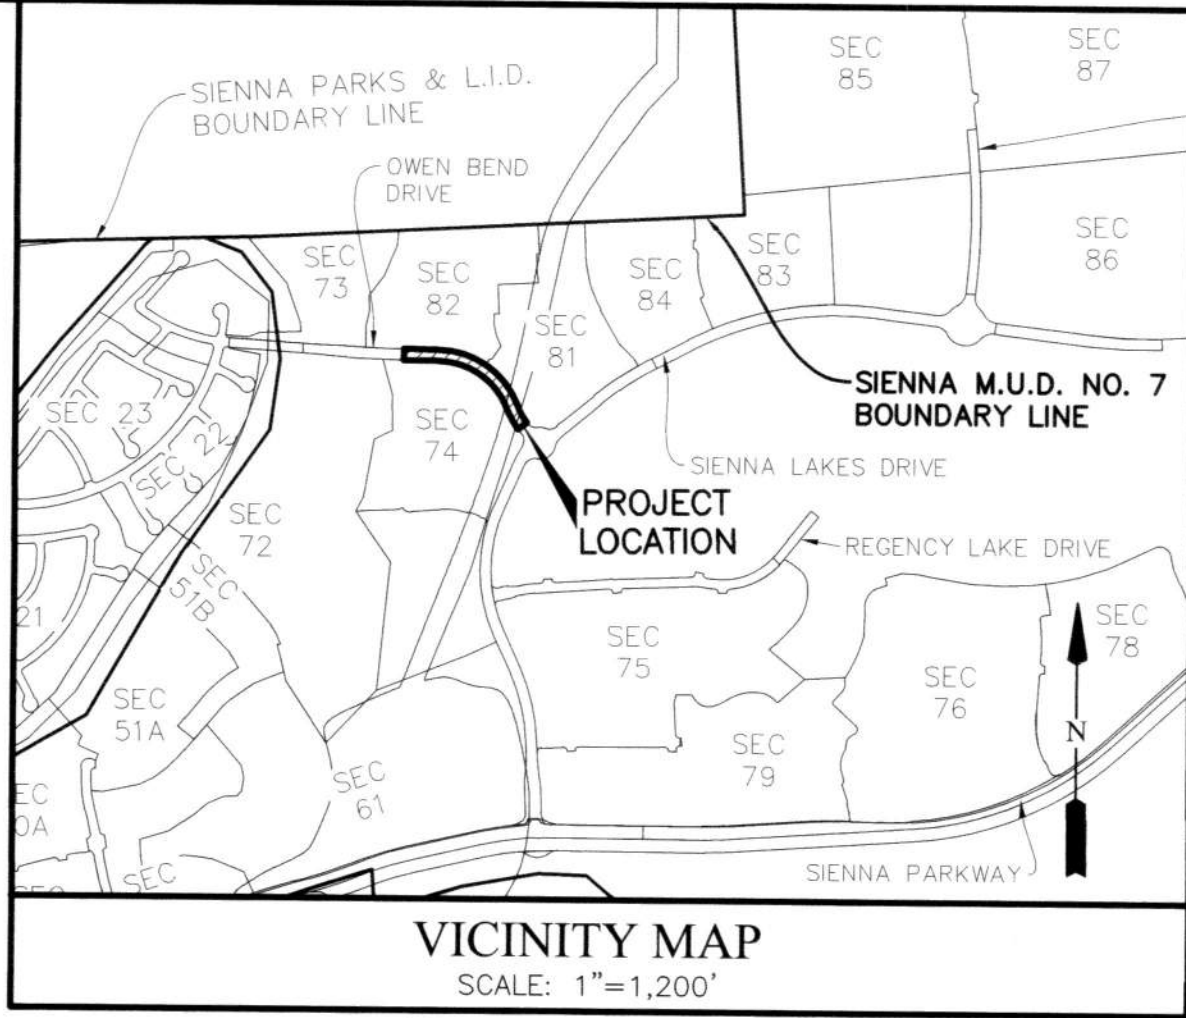 SIENNA PARKS & L.I.D.
BOUNDARY LINE
OWEN BEND
DRIVE
SEC
85
SEC
87
SEC
73
SEC
82
SEC
84
SEC
83
SEC
86
SEC
81
SIENNA M.U.D. NO. 7
BOUNDARY LINE
SEC 23
SEC 22
SEC
74
SIENNA LAKES DRIVE
PROJECT
LOCATION
SEC
72
REGENCY LAKE DRIVE
SEC
51B
21
SEC
75
SEC
78
SEC
76
SEC
51A
N
SEC
79
SEC
61
EC
0A
SEC
SIENNA PARKWAY
VICINITY MAP
SCALE: 1"=1,200'